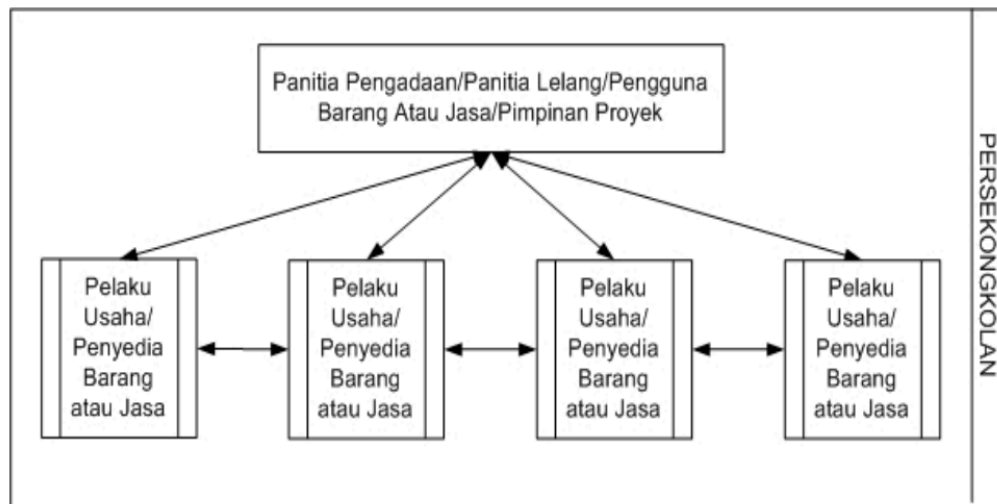 Panitia Pengadaan/Panitia Lelang/Pengguna
Barang Atau Jasa/Pimpinan Proyek
Pelaku
Usaha/
Penyedia
Barang
atau Jasa
Pelaku
Usaha/
Penyedia
Barang
atau Jasa
Pelaku
Usaha/
Penyedia
Barang
atau Jasa
Pelaku
Usaha/
Penyedia
Barang
atau Jasa
PERSEKONGKOLAN